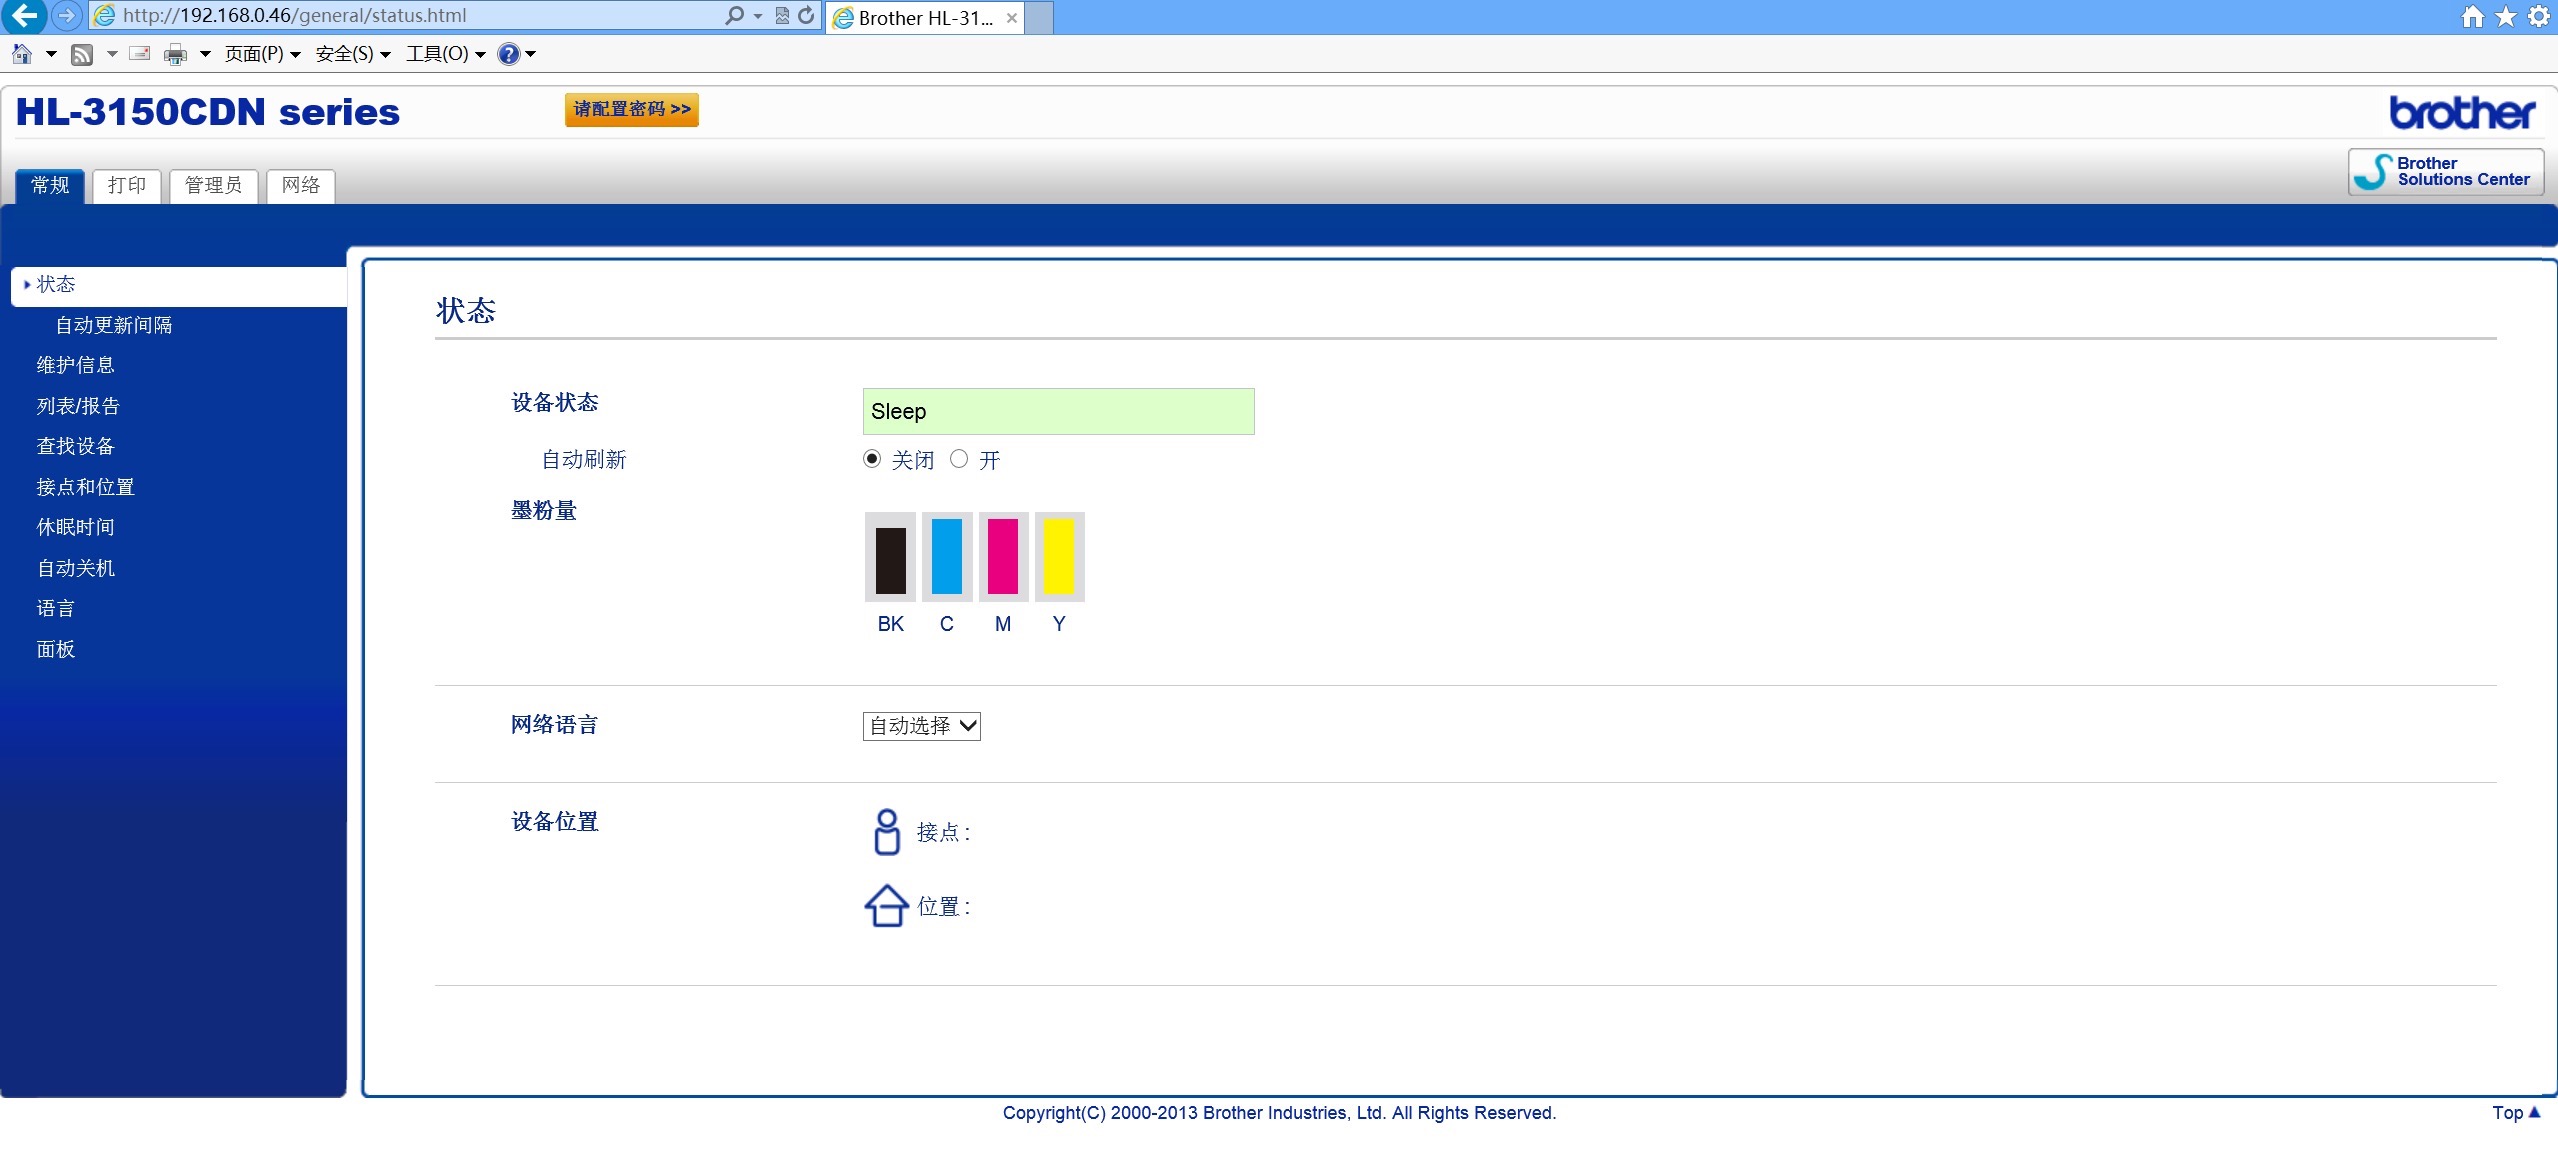 http://192.168.0.46/general/status.html
Brother HL-31...
页面(P)
安全(S)
工具(O)
HL-3150CDN series
请配置密码 >>
brother
常规
打印
管理员
网络
Brother
Solutions Center
状态
自动更新间隔
维护信息
列表/报告
查找设备
接点和位置
休眠时间
自动关机
语言
面板
状态
设备状态
Sleep
自动刷新
关闭 开
墨粉量
BK C M Y
网络语言
自动选择
设备位置
接点 :
位置 :
Copyright(C) 2000-2013 Brother Industries, Ltd. All Rights Reserved.
Top ▲